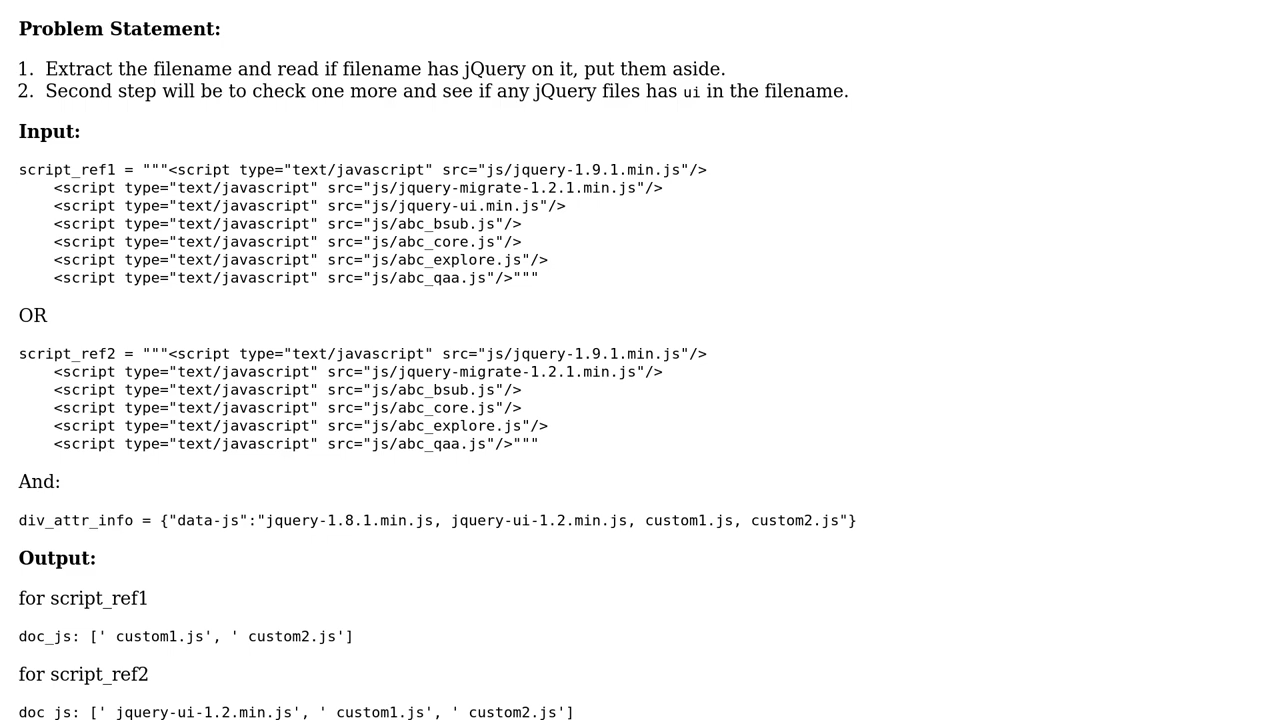 Problem Statement:
1. Extract the filename and read if filename has jQuery on it, put them aside.
2. Second step will be to check one more and see if any jQuery files has ui in the filename.
Input:
script_ref1 = """<script type="text/javascript" src="js/jquery-1.9.1.min.js"/>
    <script type="text/javascript" src="js/jquery-migrate-1.2.1.min.js"/>
    <script type="text/javascript" src="js/jquery-ui.min.js"/>
    <script type="text/javascript" src="js/abc_bsub.js"/>
    <script type="text/javascript" src="js/abc_core.js"/>
    <script type="text/javascript" src="js/abc_explore.js"/>
    <script type="text/javascript" src="js/abc_qaa.js"/>"""
OR
script_ref2 = """<script type="text/javascript" src="js/jquery-1.9.1.min.js"/>
    <script type="text/javascript" src="js/jquery-migrate-1.2.1.min.js"/>
    <script type="text/javascript" src="js/abc_bsub.js"/>
    <script type="text/javascript" src="js/abc_core.js"/>
    <script type="text/javascript" src="js/abc_explore.js"/>
    <script type="text/javascript" src="js/abc_qaa.js"/>"""
And:
div_attr_info = {"data-js":"jquery-1.8.1.min.js, jquery-ui-1.2.min.js, custom1.js, custom2.js"}
Output:
for script_ref1
doc_js: [' custom1.js', ' custom2.js']
for script_ref2
doc_js: [' jquery-ui-1.2.min.js', ' custom1.js', ' custom2.js']